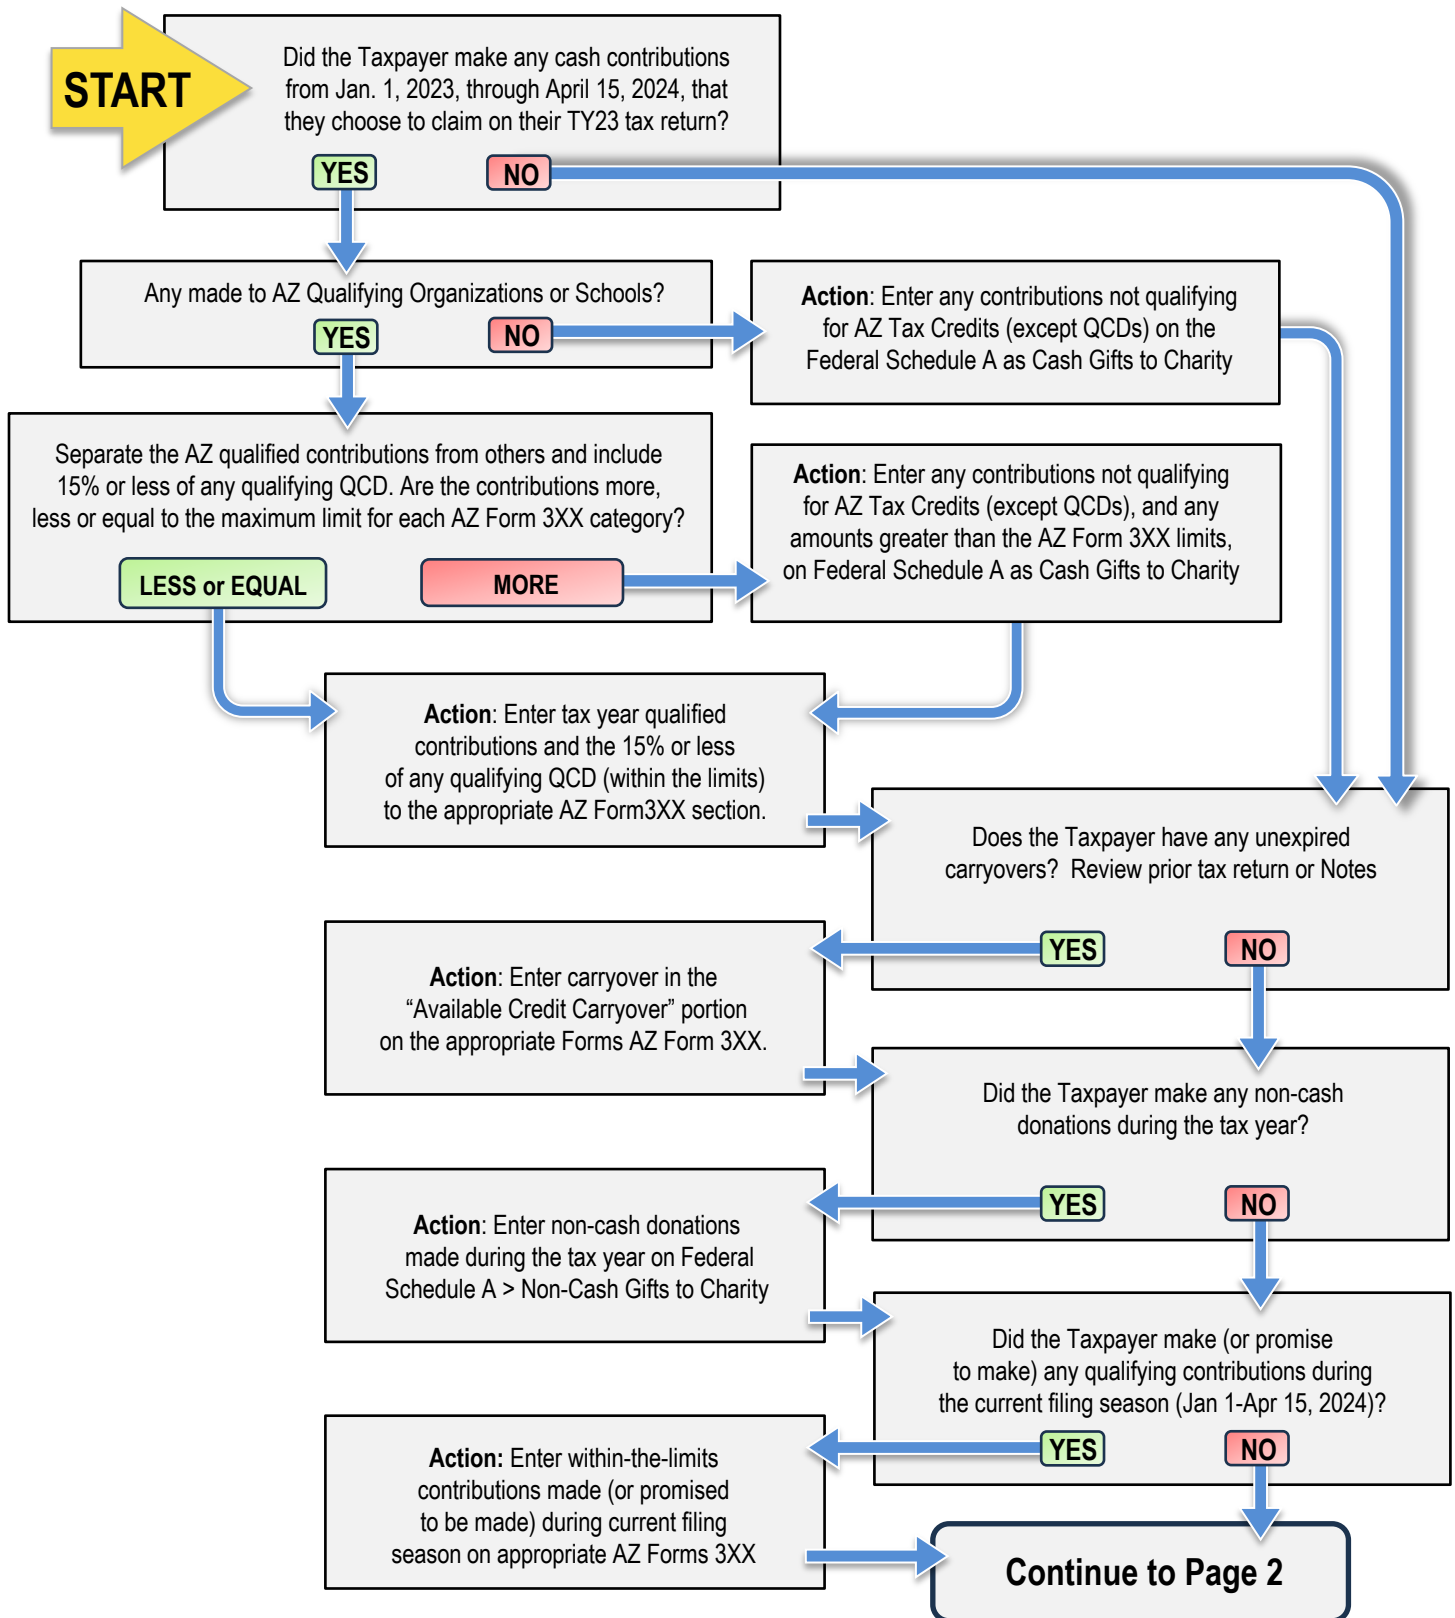 START
Did the Taxpayer make any cash contributions
from Jan. 1, 2023, through April 15, 2024, that
they choose to claim on their TY23 tax return?
YES
NO
Any made to AZ Qualifying Organizations or Schools?
YES
NO
Action: Enter any contributions not qualifying
for AZ Tax Credits (except QCDs) on the
Federal Schedule A as Cash Gifts to Charity
Separate the AZ qualified contributions from others and include
15% or less of any qualifying QCD. Are the contributions more,
less or equal to the maximum limit for each AZ Form 3XX category?
LESS or EQUAL
MORE
Action: Enter any contributions not qualifying
for AZ Tax Credits (except QCDs), and any
amounts greater than the AZ Form 3XX limits,
on Federal Schedule A as Cash Gifts to Charity
Action: Enter tax year qualified
contributions and the 15% or less
of any qualifying QCD (within the limits)
to the appropriate AZ Form3XX section.
Does the Taxpayer have any unexpired
carryovers?  Review prior tax return or Notes
YES
NO
Action: Enter carryover in the
“Available Credit Carryover” portion
on the appropriate Forms AZ Form 3XX.
Did the Taxpayer make any non-cash
donations during the tax year?
YES
NO
Action: Enter non-cash donations
made during the tax year on Federal
Schedule A > Non-Cash Gifts to Charity
Did the Taxpayer make (or promise
to make) any qualifying contributions during
the current filing season (Jan 1-Apr 15, 2024)?
YES
NO
Action: Enter within-the-limits
contributions made (or promised
to be made) during current filing
season on appropriate AZ Forms 3XX
Continue to Page 2